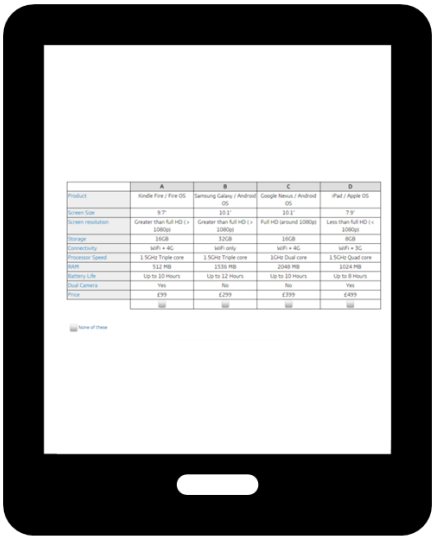 A B C D
Product Kindle Fire / Fire OS Samsung Galaxy / Android Google Nexus / Android iPad / Apple OS
OS OS
Screen Size 9.7" 10.1" 10.1" 7.9"
Screen resolution Greater than full HD (> Greater than full HD (> Full HD (around 1080p) Less than full HD (<
1080p) 1080p) 1080p)
Storage 16GB 32GB 16GB 8GB
Connectivity WiFi + 4G WiFi only WiFi + 4G WiFi + 3G
Processor Speed 1.5GHz Triple core 1.5GHz Triple core 1GHz Dual core 1.5GHz Quad core
RAM 512 MB 1536 MB 2048 MB 1024 MB
Battery Life Up to 10 Hours Up to 12 Hours Up to 10 Hours Up to 8 Hours
Dual Camera Yes No No Yes
Price £99 £299 £399 £499
None of these